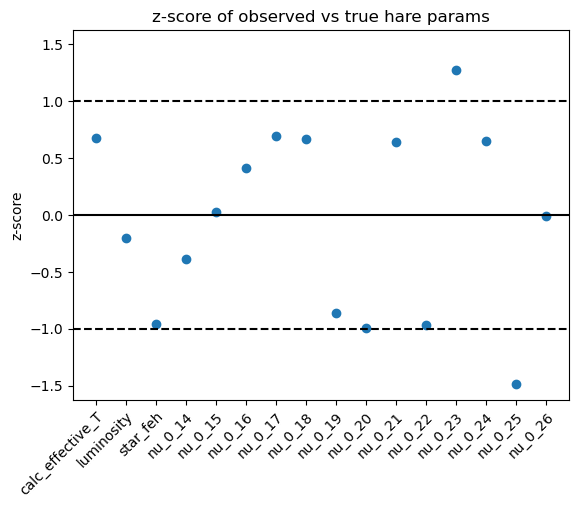 z-score of observed vs true hare params
1.5
1.0
0.5
0.0
−0.5
−1.0
−1.5
z-score
calc_effective_T
luminosity
star_feh
nu_0_14
nu_0_15
nu_0_16
nu_0_17
nu_0_18
nu_0_19
nu_0_20
nu_0_21
nu_0_22
nu_0_23
nu_0_24
nu_0_25
nu_0_26